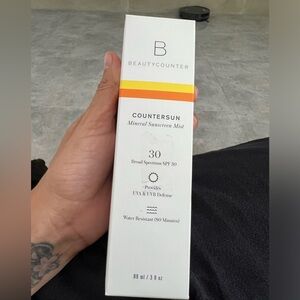 B
BEAUTYCOUNTER
COUNTERSUN
Mineral Sunscreen Mist
30
Broad Spectrum SPF 30
Provides
UVA & UVB Defense
Water Resistant (80 Minutes)
89 ml / 3 fl oz